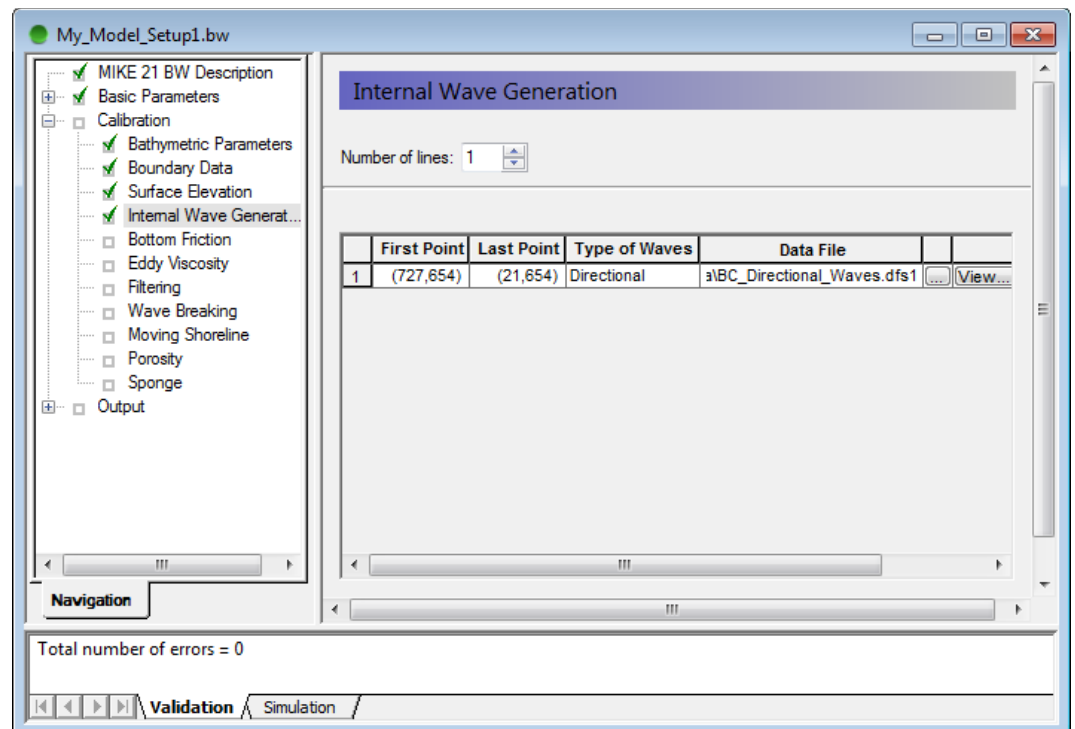 My_Model_Setup1.bw
MIKE 21 BW Description
Basic Parameters
Calibration
Bathymetric Parameters
Boundary Data
Surface Elevation
Internal Wave Generat...
Bottom Friction
Eddy Viscosity
Filtering
Wave Breaking
Moving Shoreline
Porosity
Sponge
Output
Navigation
Internal Wave Generation
Number of lines: 1
First Point Last Point Type of Waves Data File
1 (727,654) (21,654) Directional a\BC_Directional_Waves.dfs1 ... View...
Total number of errors = 0
Validation Simulation